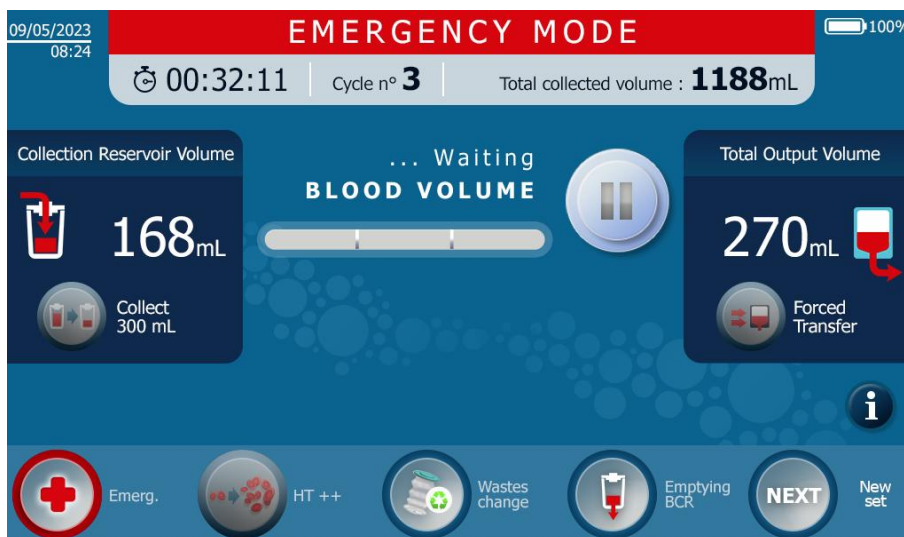 09/05/2023
08:24
EMERGENCY MODE
100%
00:32:11
Cycle n° 3
Total collected volume : 1188mL
Collection Reservoir Volume
168mL
Collect
300 mL
... Waiting
BLOOD VOLUME
Total Output Volume
270mL
Forced
Transfer
i
Emerg.
HT ++
Wastes
change
Emptying
BCR
NEXT
New
set